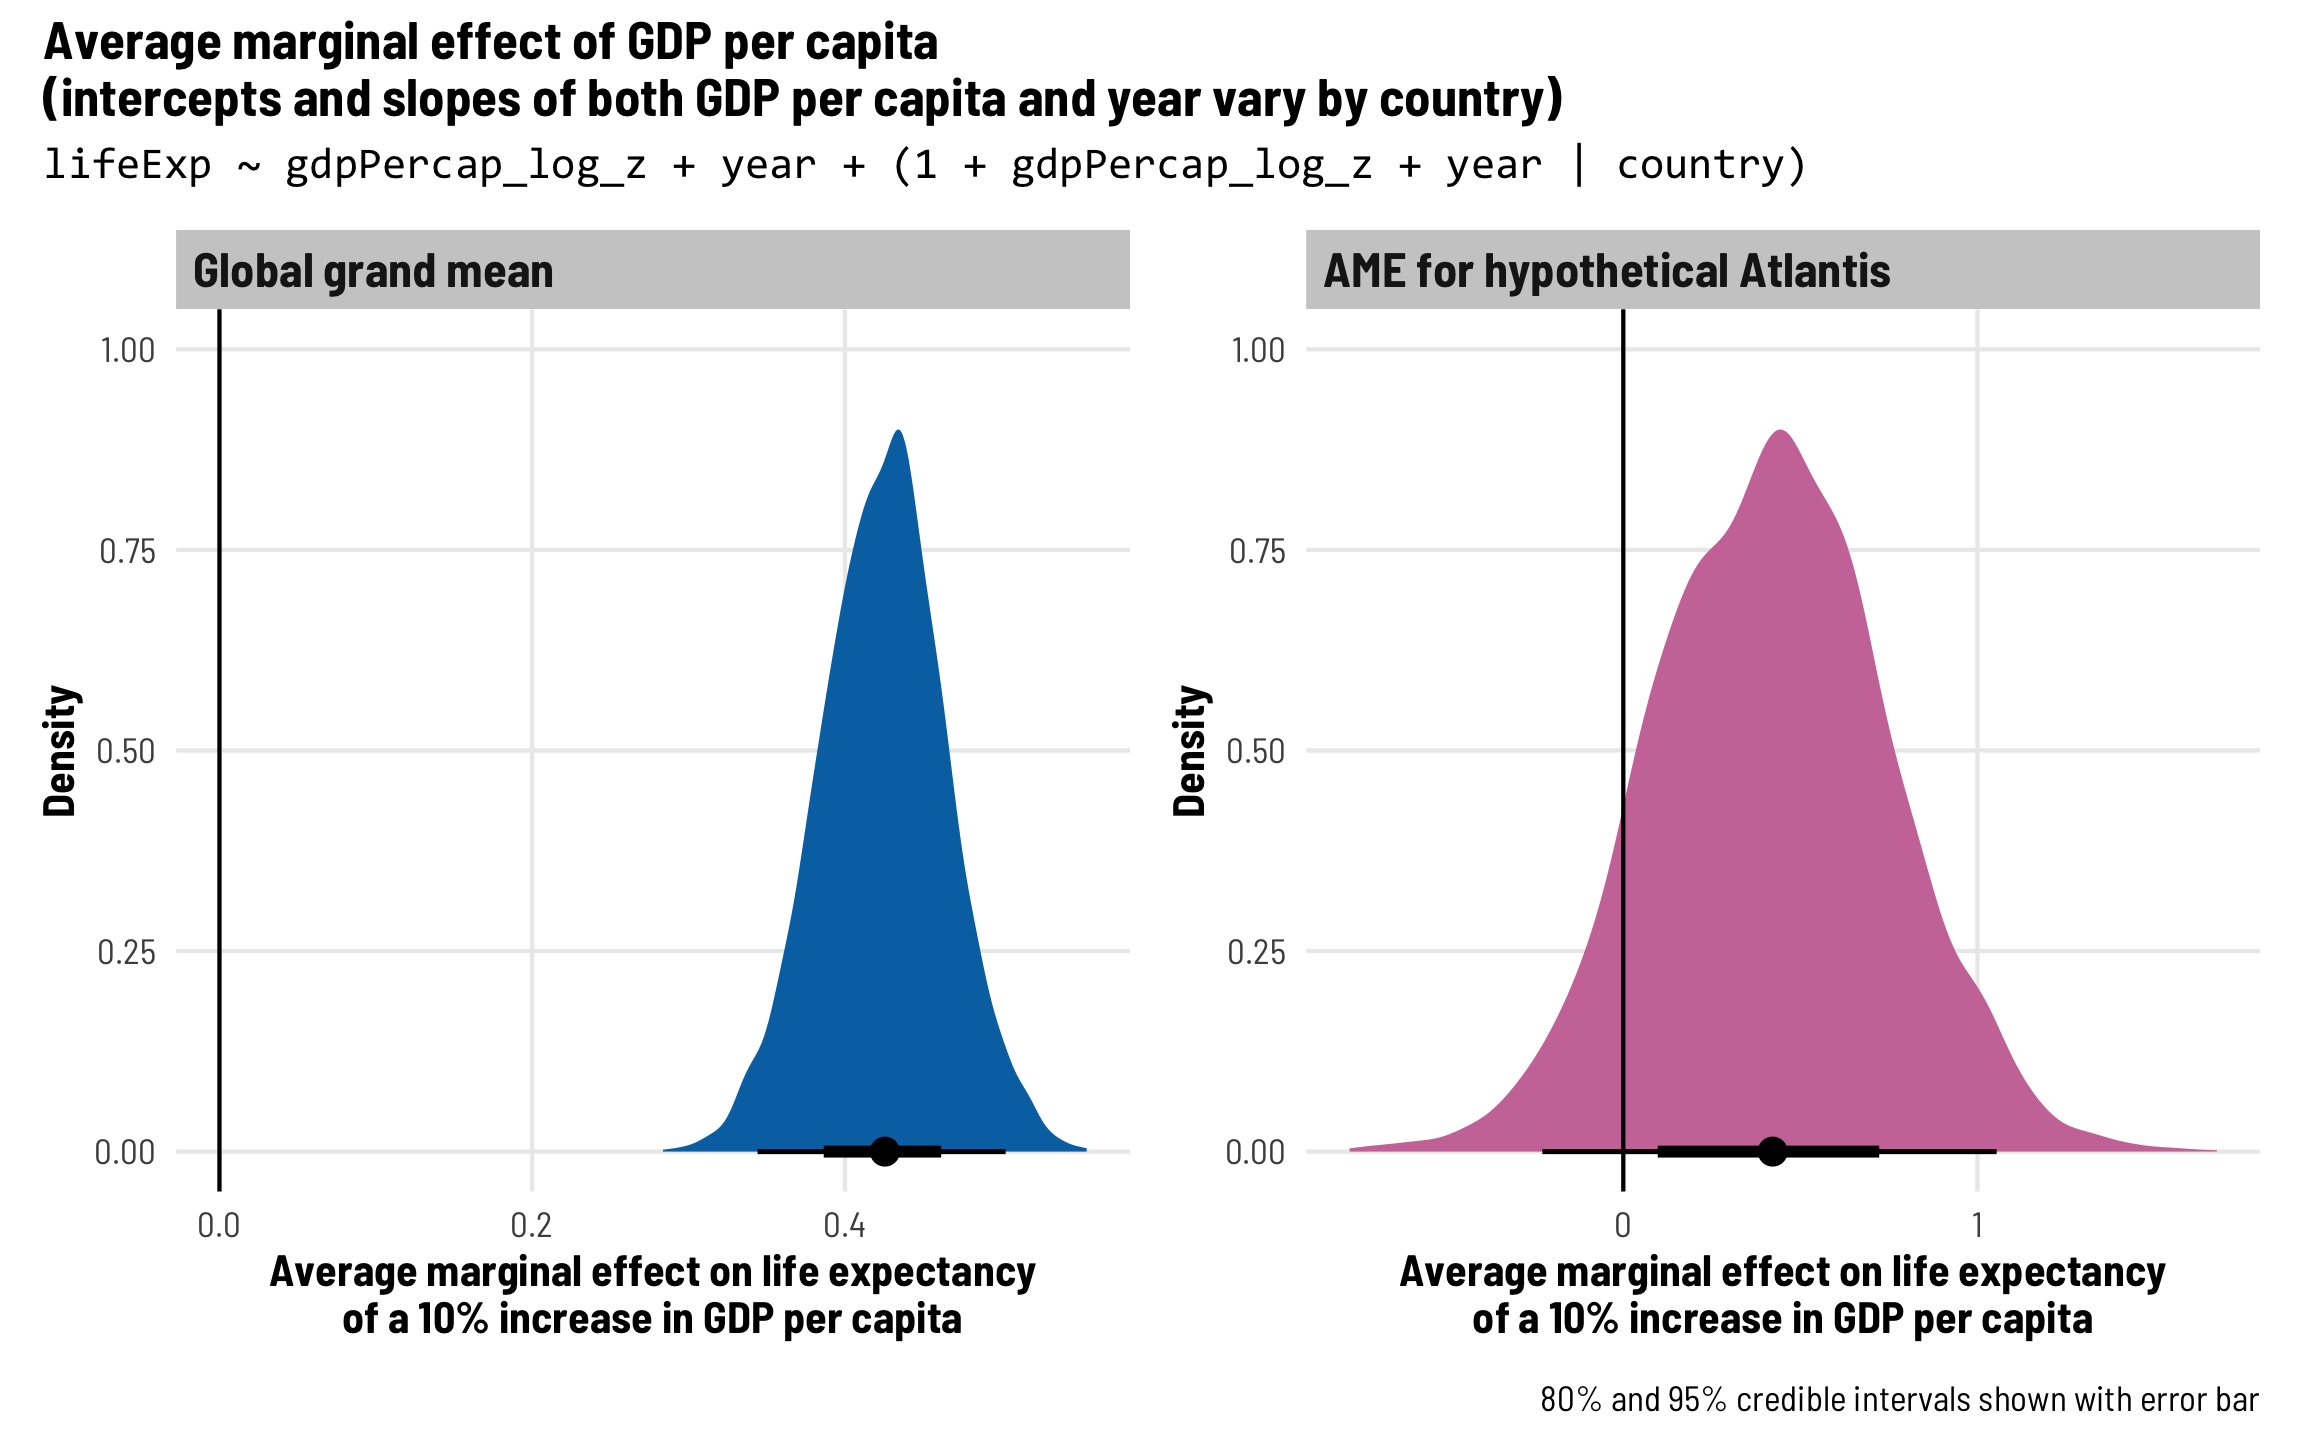 Average marginal effect of GDP per capita
(intercepts and slopes of both GDP per capita and year vary by country)
lifeExp ~ gdpPercap_log_z + year + (1 + gdpPercap_log_z + year | country)
Global grand mean
1.00
0.75
0.50
0.25
0.00
Density
0.0 0.2 0.4
Average marginal effect on life expectancy
of a 10% increase in GDP per capita
AME for hypothetical Atlantis
1.00
0.75
0.50
0.25
0.00
Density
0 1
Average marginal effect on life expectancy
of a 10% increase in GDP per capita
80% and 95% credible intervals shown with error bar